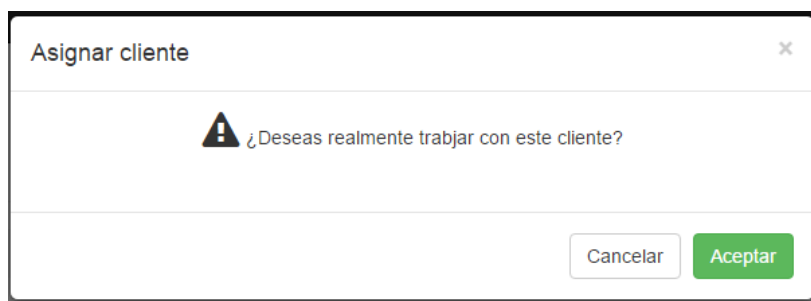 Asignar cliente
×
¿Deseas realmente trabjar con este cliente?
Cancelar
Aceptar